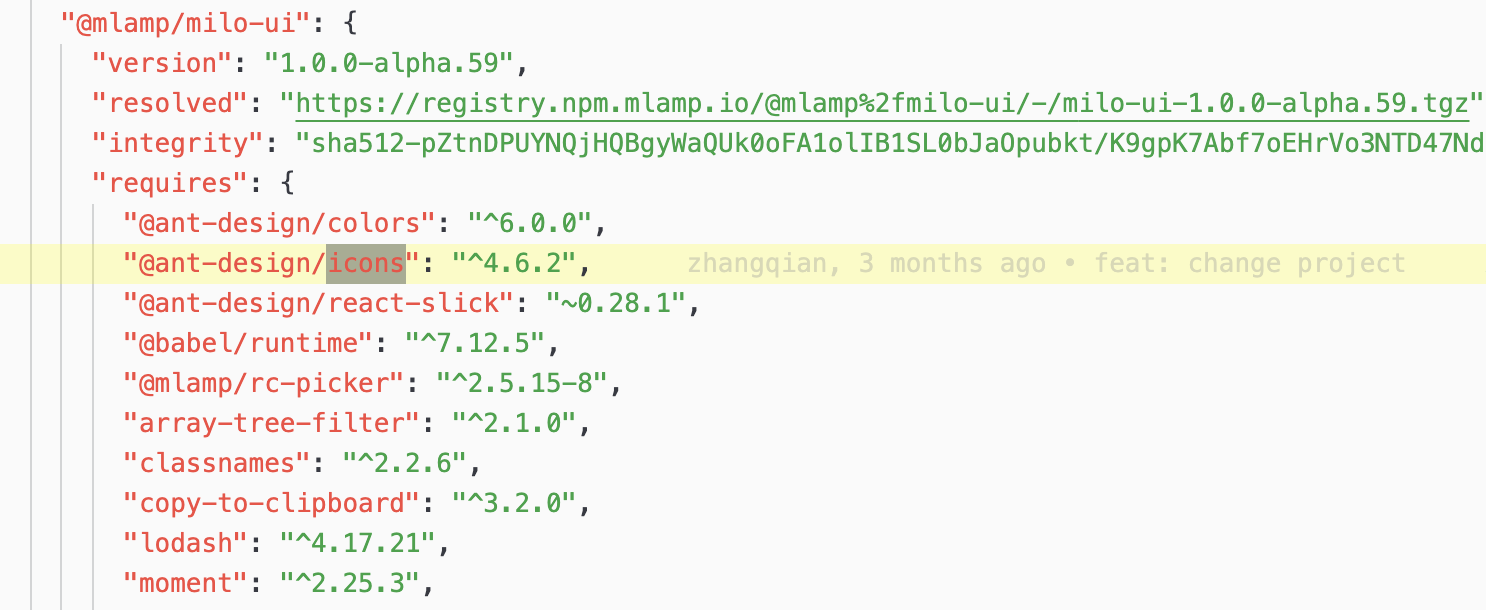 "@mlamp/milo-ui": {
"version": "1.0.0-alpha.59",
"resolved": "https://registry.npm.mlamp.io/@mlamp%2fmilo-ui/-/milo-ui-1.0.0-alpha.59.tgz"
"integrity": "sha512-pZtnDPUYNQjHQBgyWaQUk0oFA1olIB1SL0bJaOpubkt/K9gpK7Abf7oEHrVo3NTD47Nd
"requires": {
"@ant-design/colors": "^6.0.0",
"@ant-design/icons": "^4.6.2", zhangqian, 3 months ago • feat: change project
"@ant-design/react-slick": "~0.28.1",
"@babel/runtime": "^7.12.5",
"@mlamp/rc-picker": "^2.5.15-8",
"array-tree-filter": "^2.1.0",
"classnames": "^2.2.6",
"copy-to-clipboard": "^3.2.0",
"lodash": "^4.17.21",
"moment": "^2.25.3",